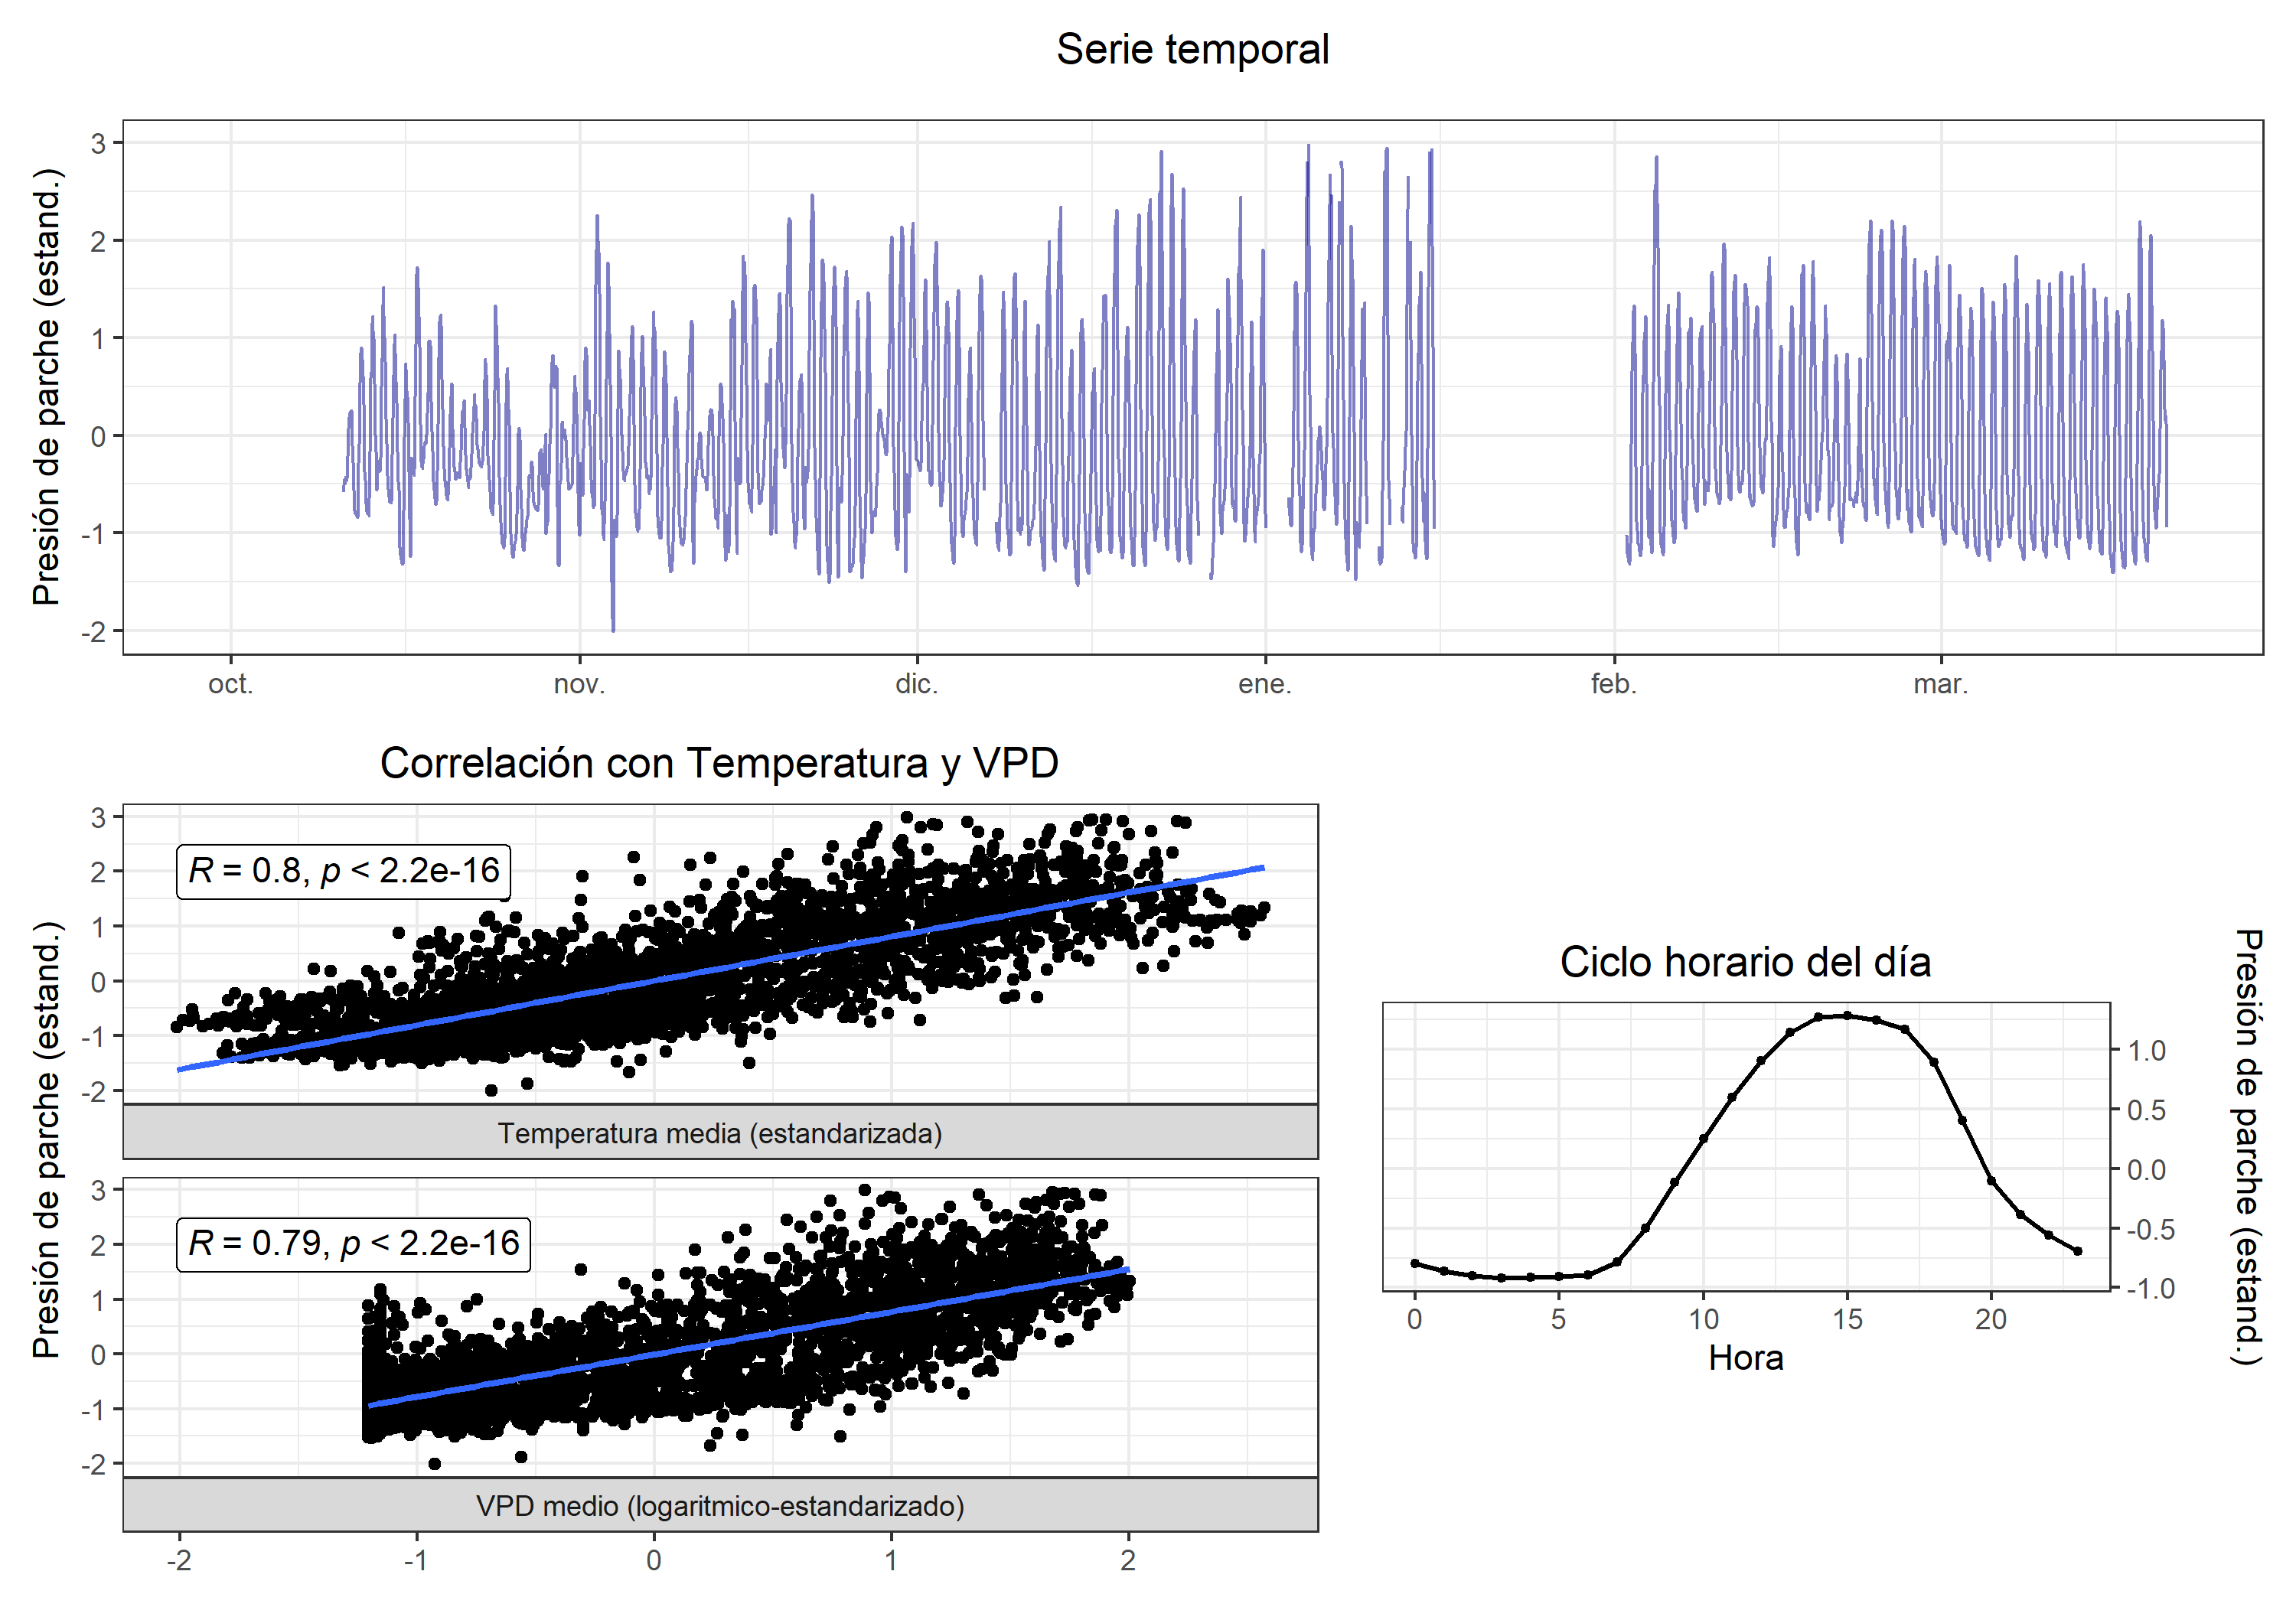 Serie temporal
Presión de parche (estand.)
3
2
1
0
-1
-2
oct. nov. dic. ene. feb. mar.
Correlación con Temperatura y VPD
Presión de parche (estand.)
3
2
1
0
-1
-2
R = 0.8, p < 2.2e-16
Temperatura media (estandarizada)
3
2
1
0
-1
-2
R = 0.79, p < 2.2e-16
VPD medio (logaritmico-estandarizado)
-2 -1 0 1 2
Ciclo horario del día
1.0
0.5
0.0
-0.5
-1.0
Presión de parche (estand.)
0 5 10 15 20
Hora